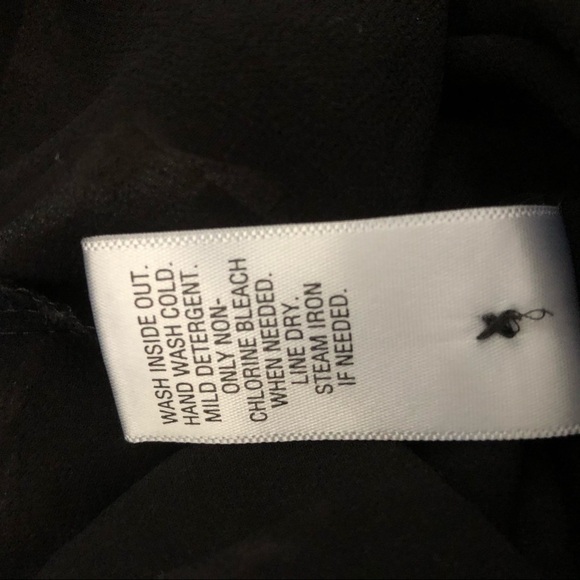 WASH INSIDE OUT.
HAND WASH COLD.
MILD DETERGENT.
ONLY NON-
CHLORINE BLEACH
WHEN NEEDED.
LINE DRY.
STEAM IRON
IF NEEDED.